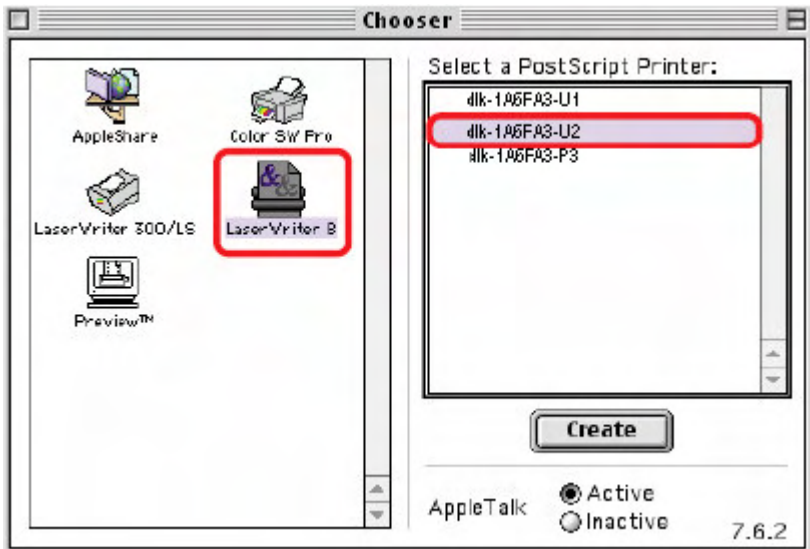 Chooser
AppleShare
Color SW Pro
LaserWriter 300/LS
LaserWriter 8
Preview™
Select a PostScript Printer:
dlk-1A6FA3-U1
dlk-1A6FA3-U2
dlk-1A6FA3-P3
Create
AppleTalk
Active
Inactive
7.6.2